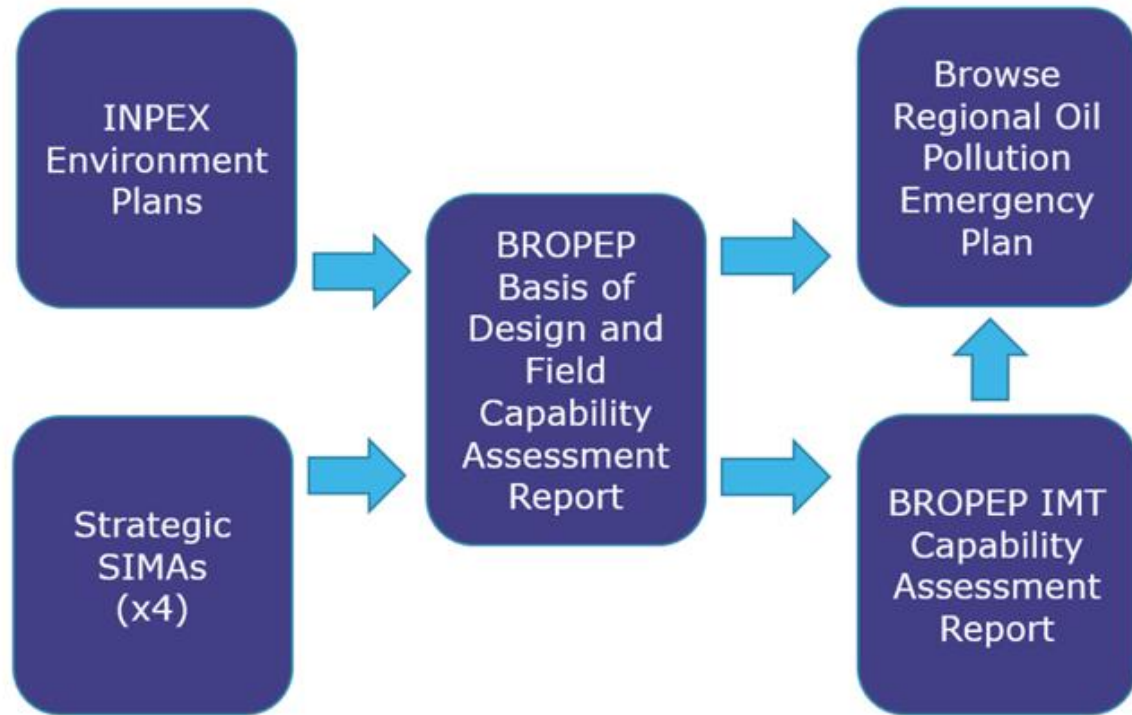 INPEX
Environment
Plans
Strategic
SIMAs
(x4)
BROPEP
Basis of
Design and
Field
Capability
Assessment
Report
Browse
Regional Oil
Pollution
Emergency
Plan
BROPEP IMT
Capability
Assessment
Report